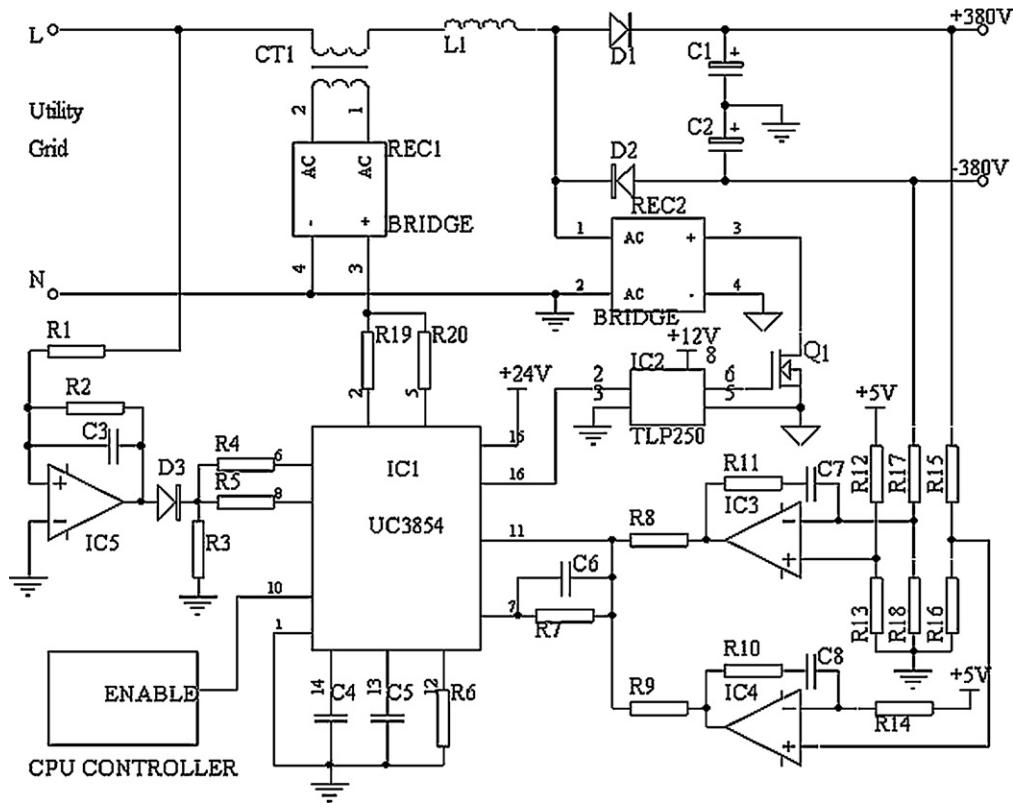 L
CT1
L1
D1
+380V
C1
+
Utility
Grid
2
1
C2
+
D2
-380V
AC
AC
REC1
-
+
BRIDGE
REC2
1
AC
+
3
4
3
N
2
AC
-
4
BRIDGE
R1
R19
R20
+12V
8
Q1
R2
2
5
+24V
IC2
2
3
6
5
TLP250
+5V
C3
15
D3
R4
6
IC1
16
R11
C7
R12
R17
R15
+
-
R5
8
IC3
IC5
R3
UC3854
11
R8
-
+
C6
10
7
R7
R13
R18
R16
1
R10
C8
+5V
ENABLE
14
C4
13
C5
12
R6
R9
IC4
-
R14
+
CPU CONTROLLER